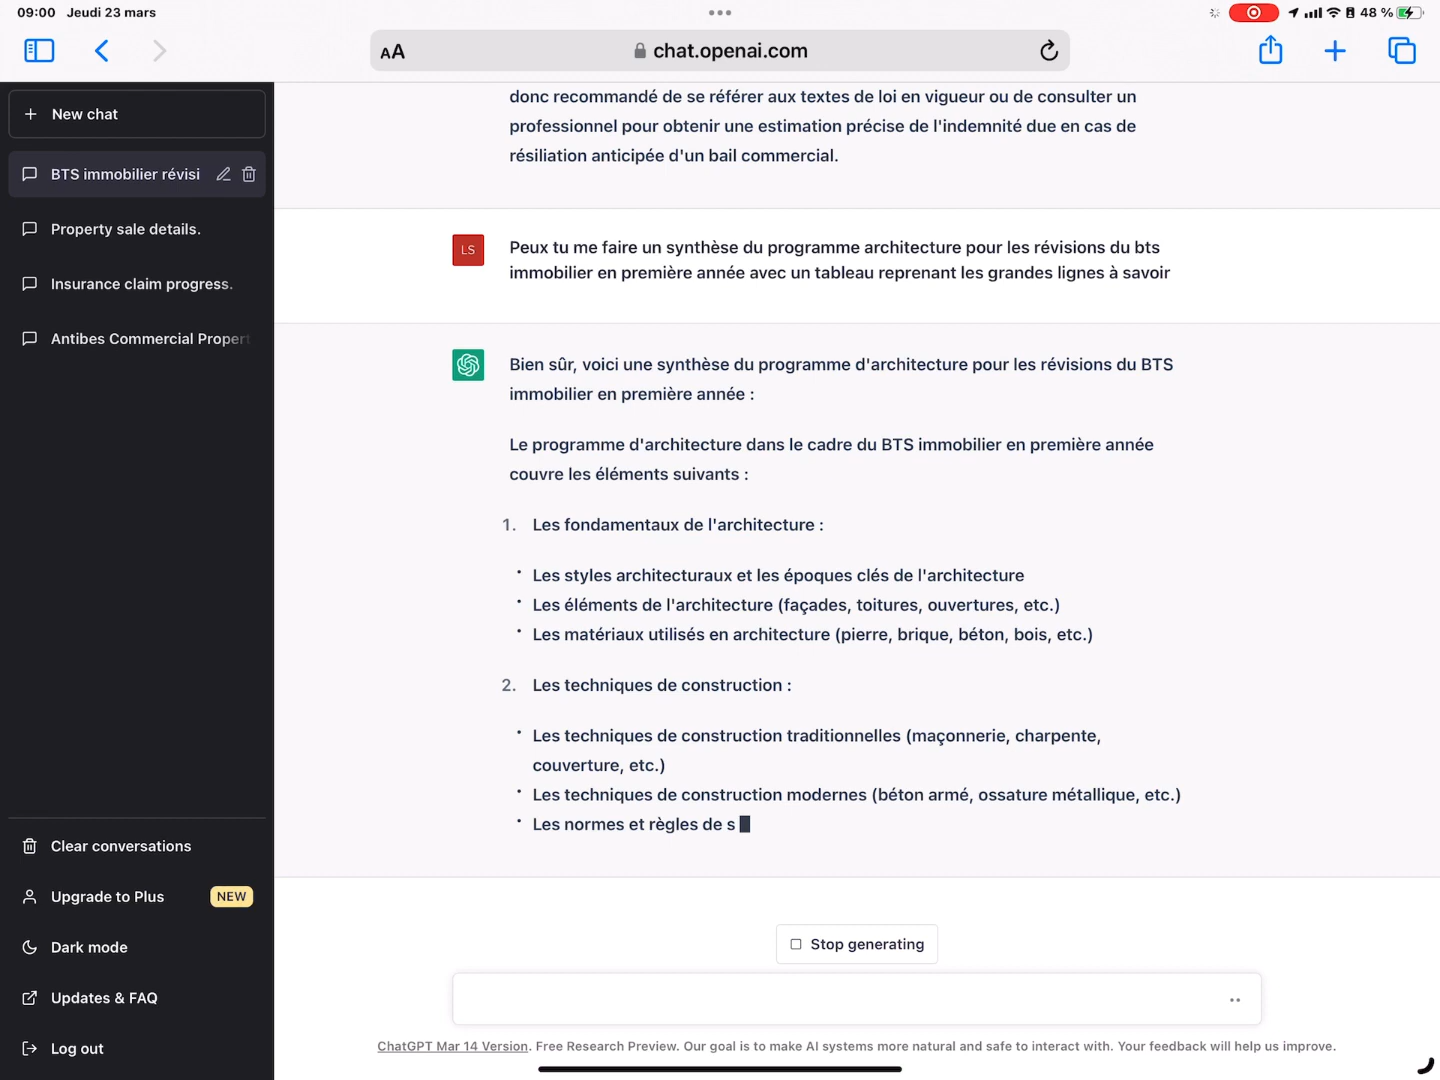 09:00 Jeudi 23 mars
48 %
AA
chat.openai.com
New chat
BTS immobilier révisi
Property sale details.
Insurance claim progress.
Antibes Commercial Proper
Clear conversations
Upgrade to Plus
NEW
Dark mode
Updates & FAQ
Log out
donc recommandé de se référer aux textes de loi en vigueur ou de consulter un
professionnel pour obtenir une estimation précise de l'indemnité due en cas de
résiliation anticipée d'un bail commercial.
LS
Peux tu me faire un synthèse du programme architecture pour les révisions du bts
immobilier en première année avec un tableau reprenant les grandes lignes à savoir
Bien sûr, voici une synthèse du programme d'architecture pour les révisions du BTS
immobilier en première année :
Le programme d'architecture dans le cadre du BTS immobilier en première année
couvre les éléments suivants :
1. Les fondamentaux de l'architecture :
• Les styles architecturaux et les époques clés de l'architecture
• Les éléments de l'architecture (façades, toitures, ouvertures, etc.)
• Les matériaux utilisés en architecture (pierre, brique, béton, bois, etc.)
2. Les techniques de construction :
• Les techniques de construction traditionnelles (maçonnerie, charpente,
couverture, etc.)
• Les techniques de construction modernes (béton armé, ossature métallique, etc.)
• Les normes et règles de s
Stop generating
ChatGPT Mar 14 Version. Free Research Preview. Our goal is to make AI systems more natural and safe to interact with. Your feedback will help us improve.